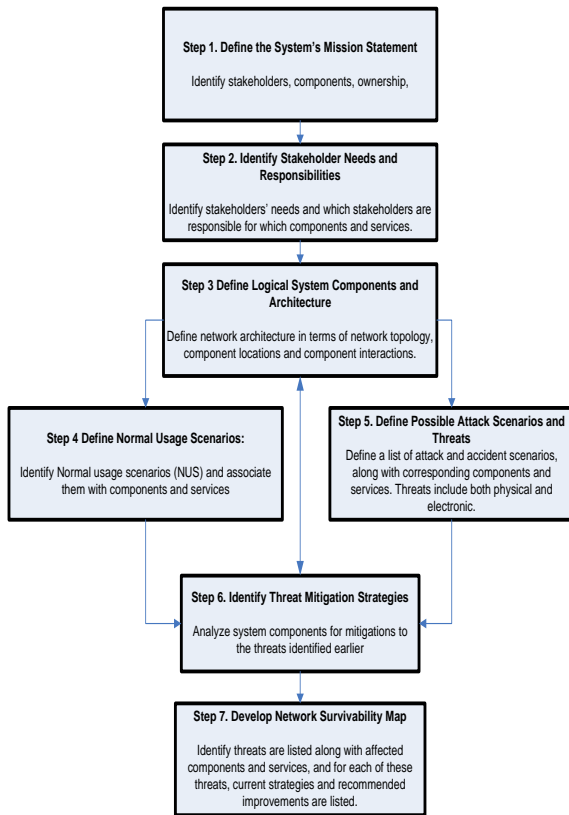 Step 1. Define the System's Mission Statement
Identify stakeholders, components, ownership,
Step 2. Identify Stakeholder Needs and
Responsibilities
Identify stakeholders' needs and which stakeholders are
responsible for which components and services.
Step 3 Define Logical System Components and
Architecture
Define network architecture in terms of network topology,
component locations and component interactions.
Step 4 Define Normal Usage Scenarios:
Identify Normal usage scenarios (NUS) and associate
them with components and services
Step 5. Define Possible Attack Scenarios and
Threats
Define a list of attack and accident scenarios,
along with corresponding components and
services. Threats include both physical and
electronic.
Step 6. Identify Threat Mitigation Strategies
Analyze system components for mitigations to
the threats identified earlier
Step 7. Develop Network Survivability Map
Identify threats are listed along with affected
components and services, and for each of these
threats, current strategies and recommended
improvements are listed.